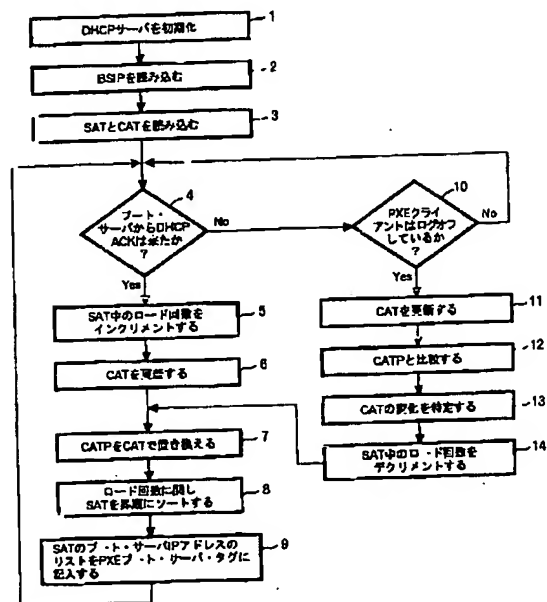 1
DHCPサーバを初期化
2
BSIPを読み込む
3
SATとCATを読み込む
4
ブート・
サーバからDHCP
ACKは来たか
?
No
Yes
10
PXEクライ
アントはログオフ
しているか
?
No
Yes
5
SAT中のロード回数を
インクリメントする
6
CATを更新する
7
CATPをCATで置き換える
8
ロード回数に関し
SATを昇順にソートする
9
SATのブート・サーバIPアドレスの
リストをPXEブート・サーバ・タグに
記入する
11
CATを更新する
12
CATPと比較する
13
CATの変化を特定する
14
SAT中のロード回数を
デクリメントする